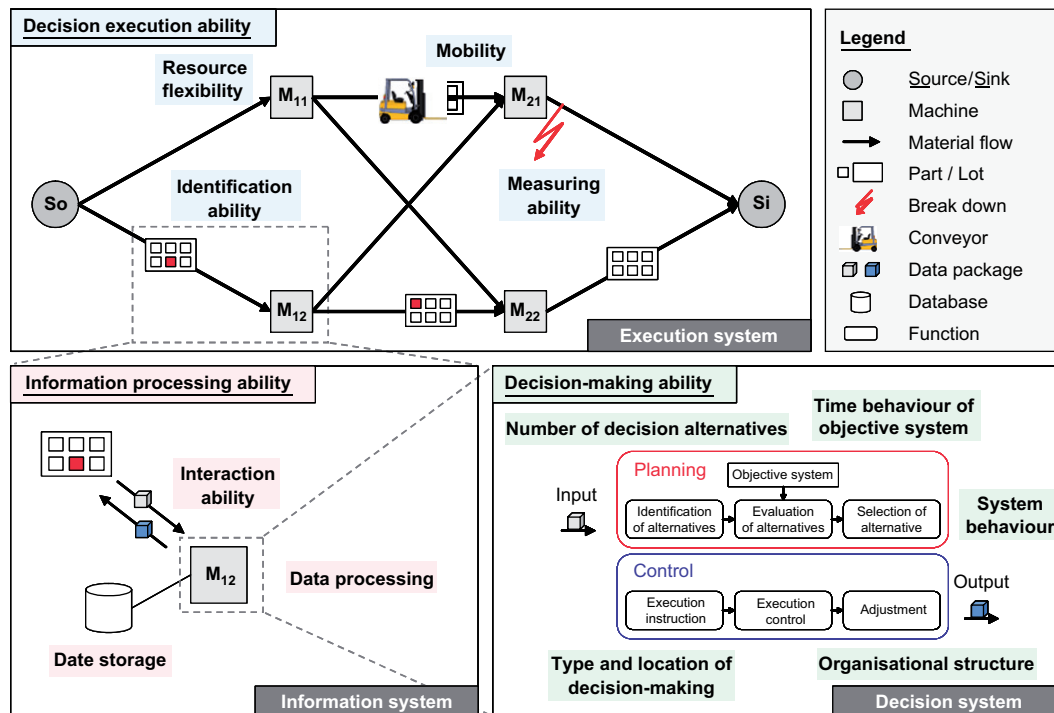 Decision execution ability
Resource
flexibility
Mobility
M11
M21
Identification
ability
Measuring
ability
So
Si
M12
M22
Execution system
Legend
Source/Sink
Machine
Material flow
Part / Lot
Break down
Conveyor
Data package
Database
Function
Information processing ability
Interaction
ability
M12
Data processing
Date storage
Information system
Decision-making ability
Number of decision alternatives
Time behaviour of
objective system
Planning
Objective system
Input
Identification
of alternatives
Evaluation
of alternatives
Selection of
alternative
System
behaviour
Control
Execution
instruction
Execution
control
Adjustment
Output
Type and location of
decision-making
Organisational structure
Decision system